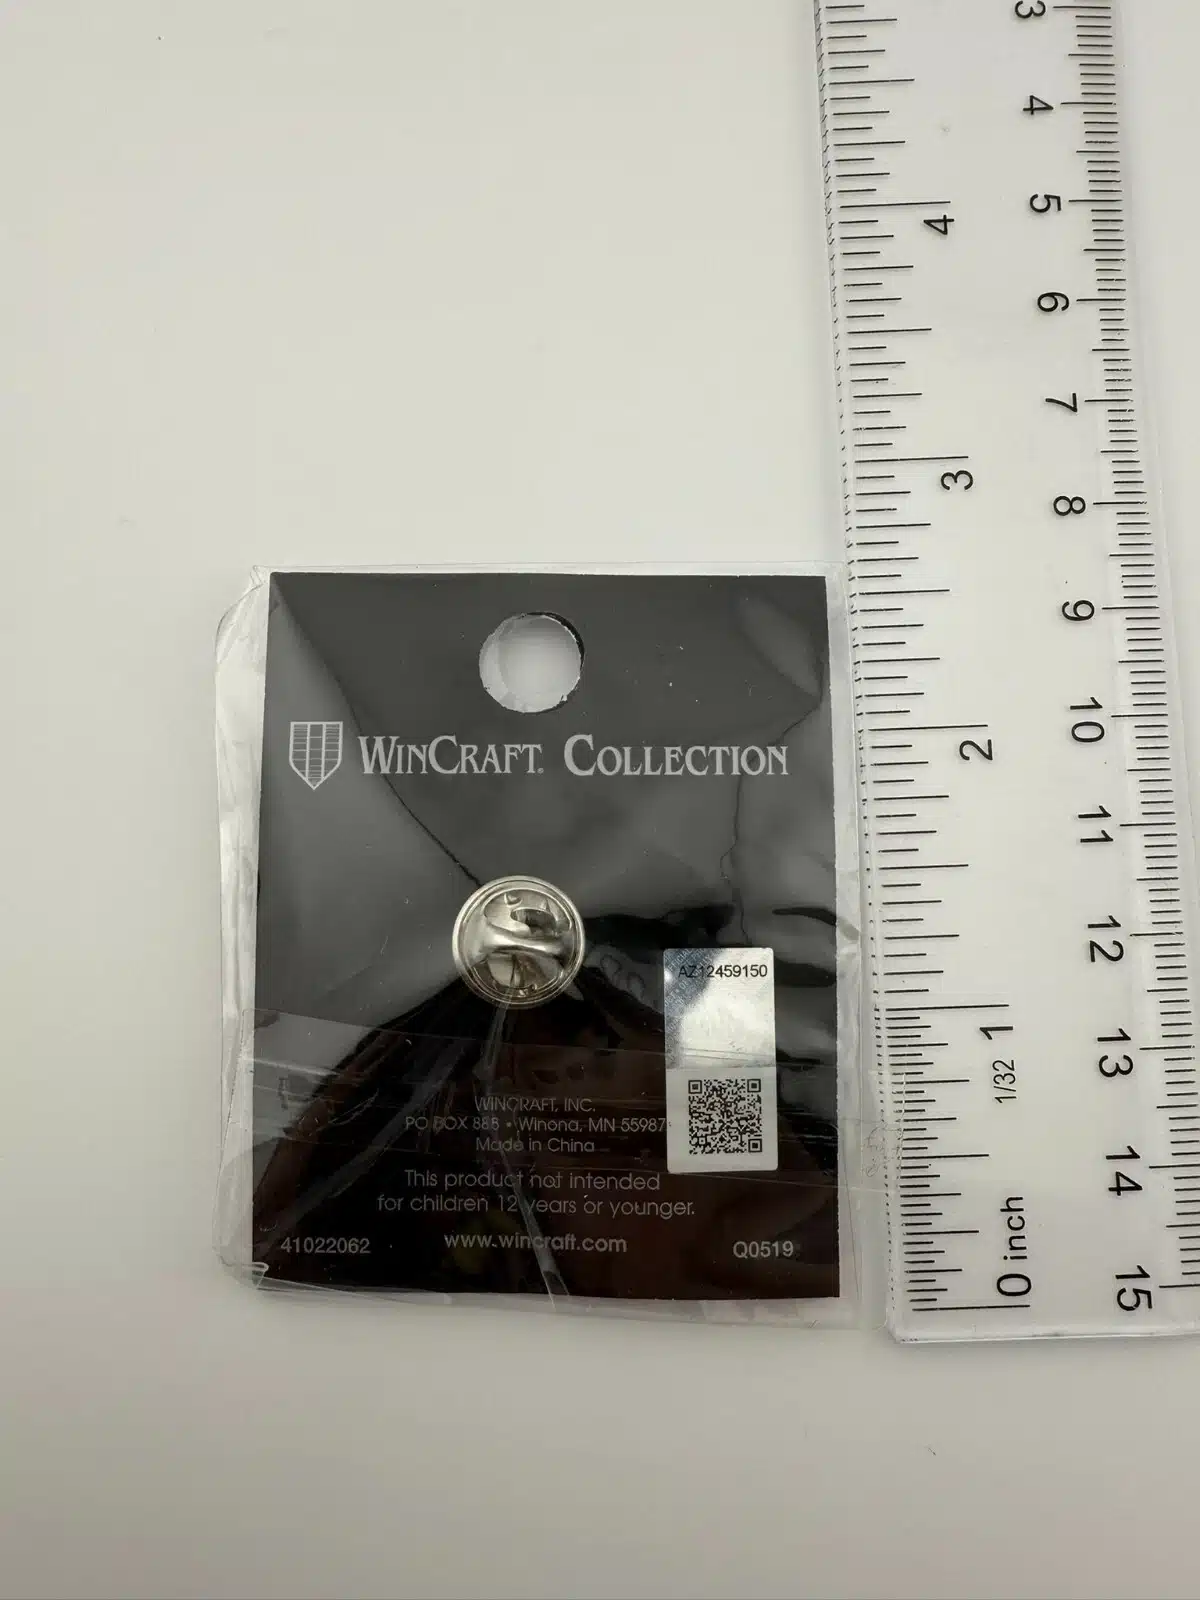 WINCRAFT. COLLECTION
AZ12459150
WINCRAFT, INC.
PO BOX 888 • Winona, MN 55987
Made in China
This product not intended
for children 12 years or younger.
41022062
www.wincraft.com
Q0519
3
4
5
6
7
8
9
10
11
12
13
14
15
4
3
2
1
1/32
0 inch